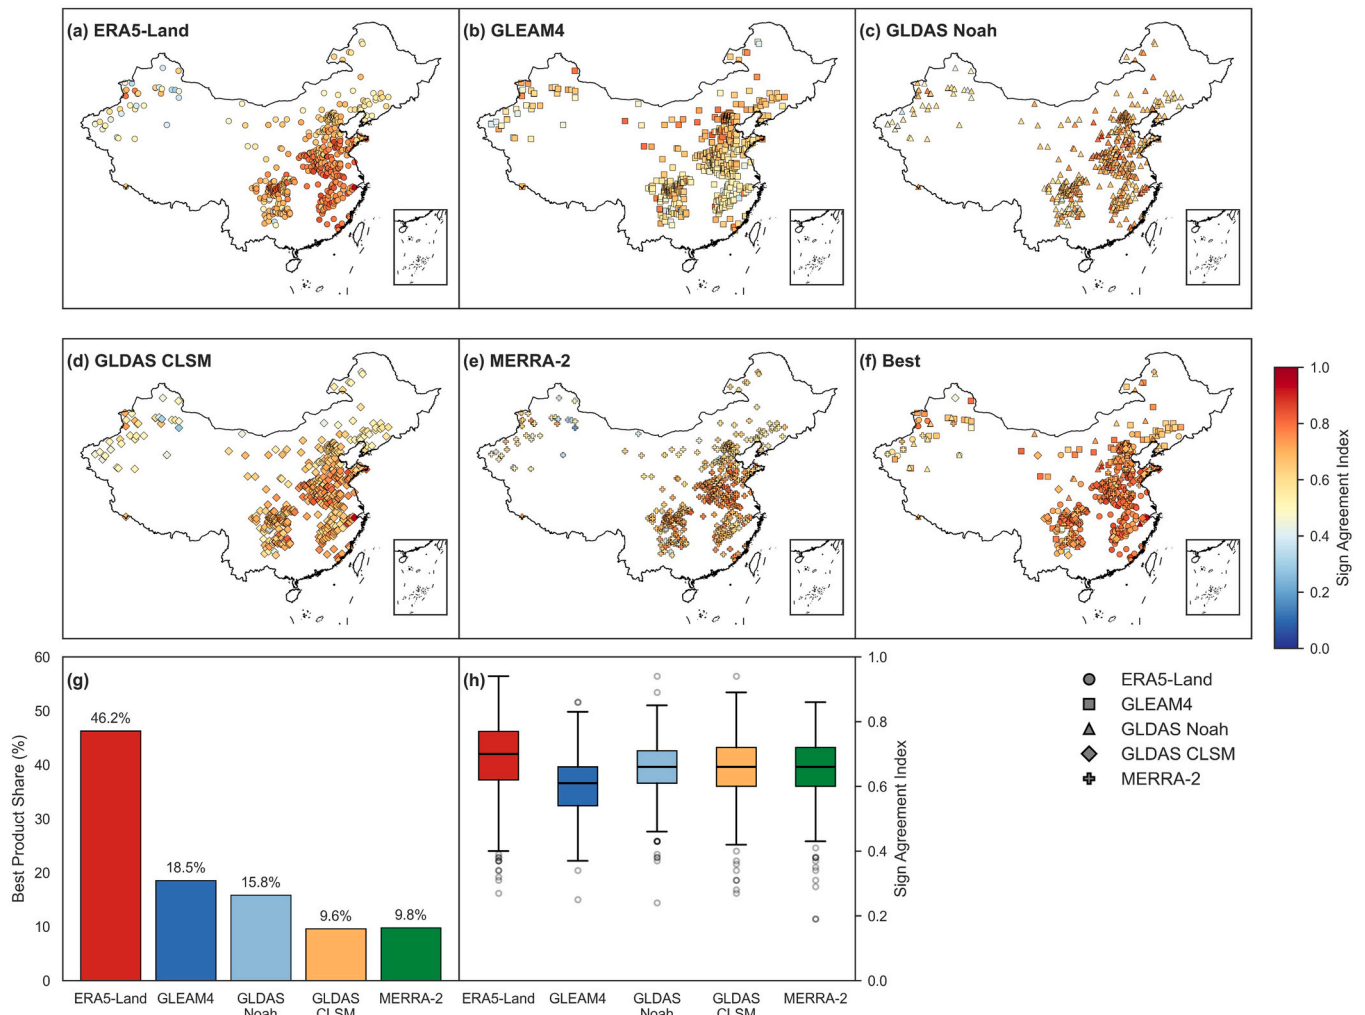 (a) ERA5-Land
(b) GLEAM4
(c) GLDAS Noah
(d) GLDAS CLSM
(e) MERRA-2
(f) Best
1.0
0.8
0.6
0.4
0.2
0.0
Sign Agreement Index
(g)
60
50
40
30
20
10
0
Best Product Share (%)
46.2%
18.5%
15.8%
9.6%
9.8%
ERA5-Land
GLEAM4
GLDAS
Noah
GLDAS
CLSM
MERRA-2
(h)
1.0
0.8
0.6
0.4
0.2
0.0
Sign Agreement Index
ERA5-Land
GLEAM4
GLDAS
Noah
GLDAS
CLSM
MERRA-2
ERA5-Land
GLEAM4
GLDAS Noah
GLDAS CLSM
MERRA-2